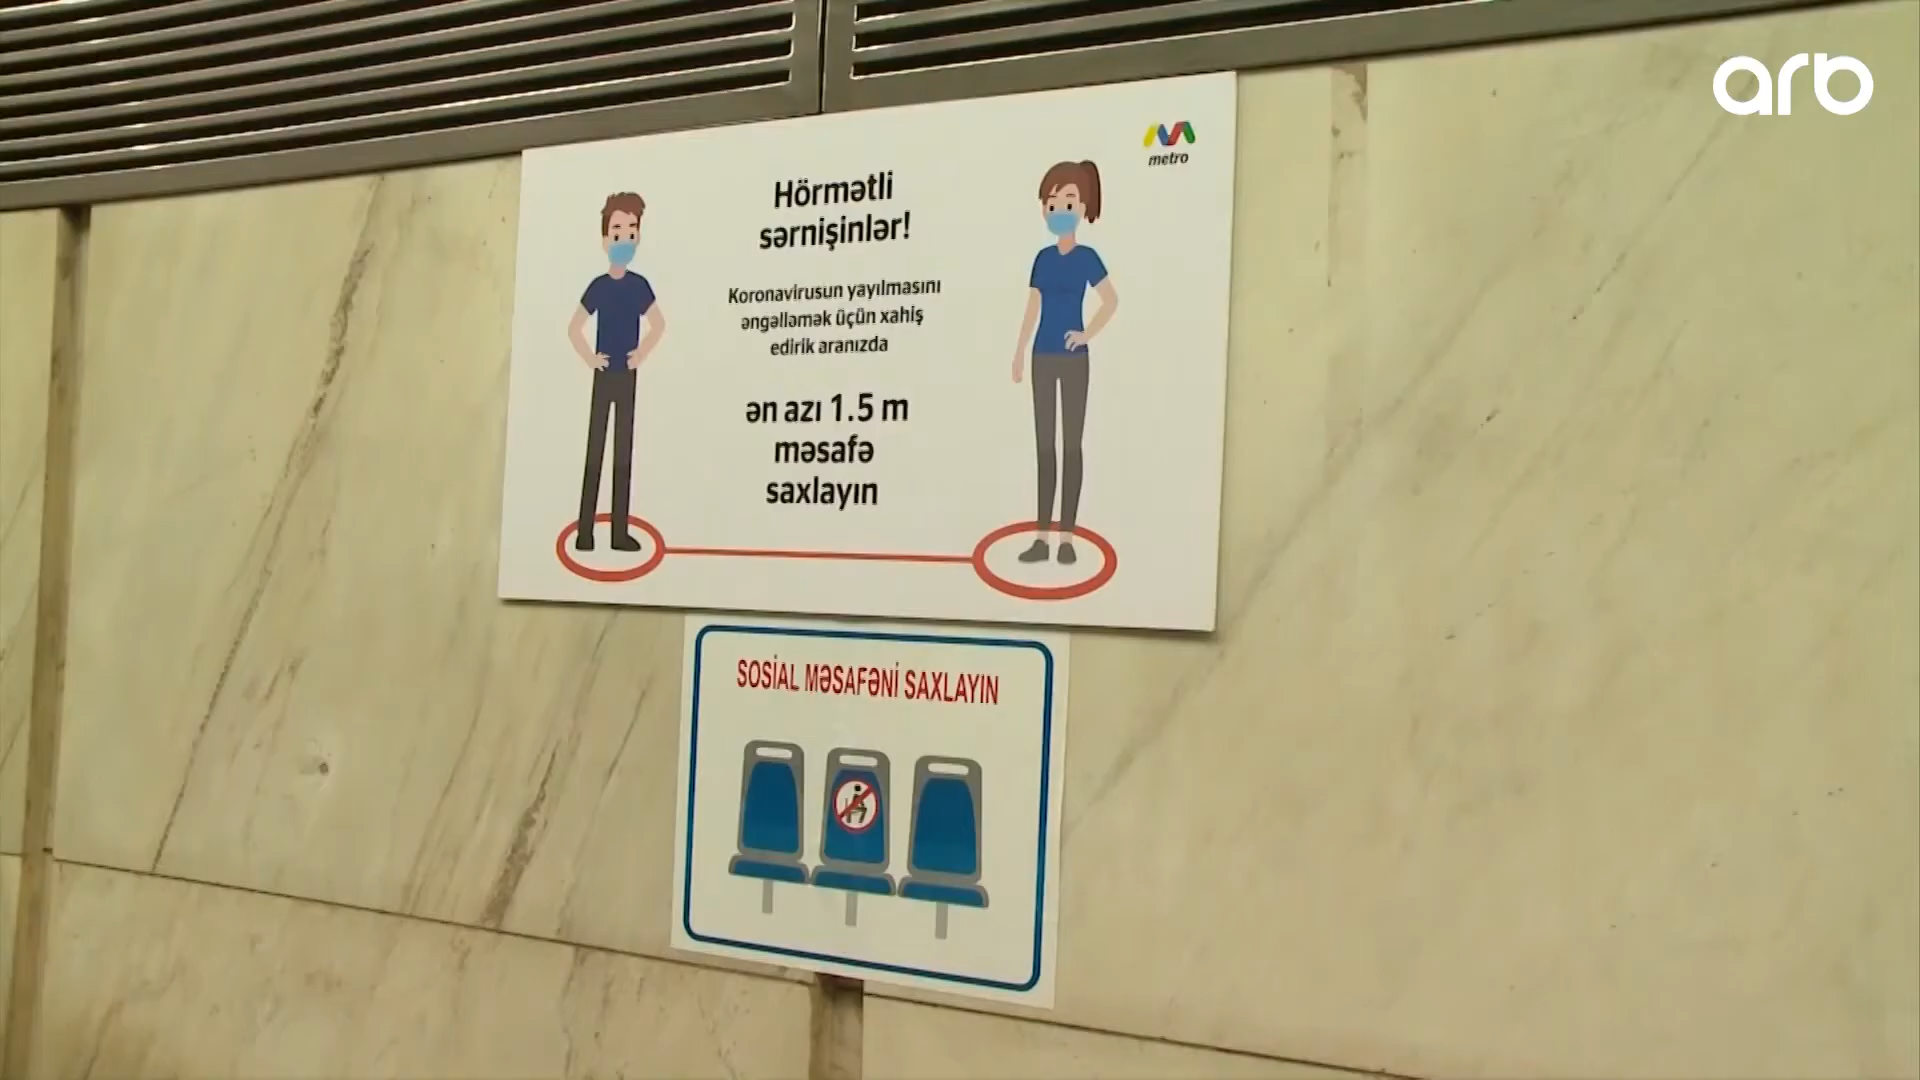 arb
metro
Hörmətli
sərnişinlər!
Koronavirusun yayılmasını
əngəlləmək üçün xahiş
edirik aranızda
ən azı 1.5 m
məsafə
saxlayın
SOSİAL MƏSAFƏNİ SAXLAYIN